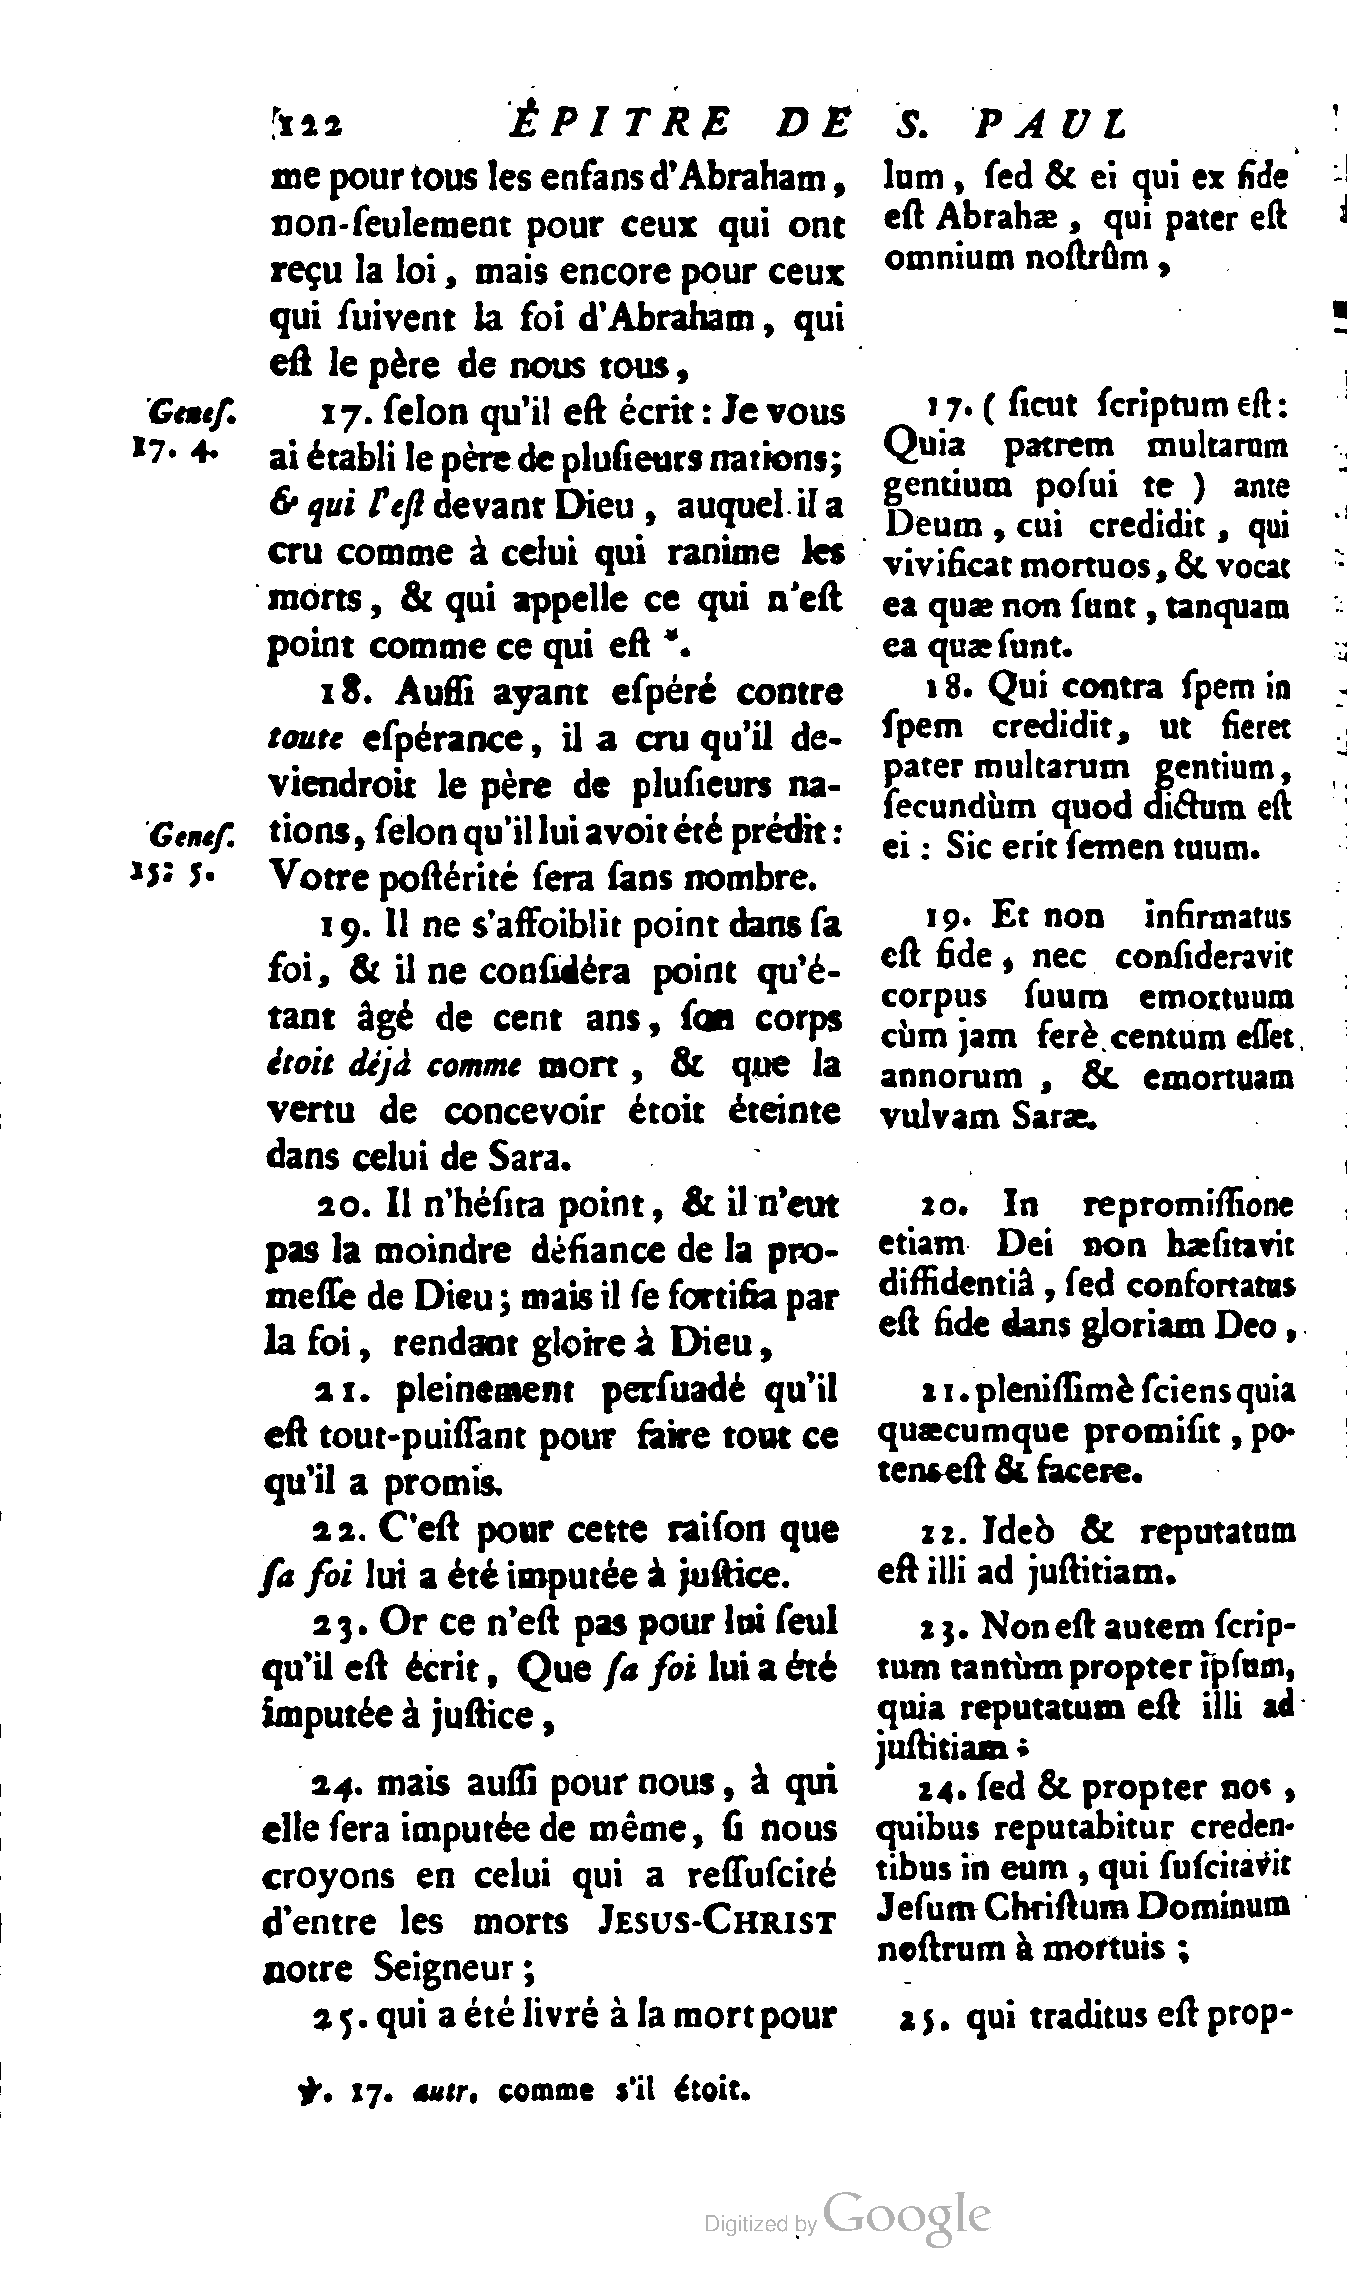 122 ÉPITRE DE S. PAUL
me pour tous les enfans d'Abraham,
non-ſeulement pour ceux qui ont
reçu la loi, mais encore pour ceux
qui ſuivent la foi d'Abraham, qui
eſt le père de nous tous,
Geneſ.
17. 4.
17. ſelon qu'il eſt écrit : Je vous
ai établi le père de pluſieurs nations;
& qui l'eſt devant Dieu, auquel il a
cru comme à celui qui ranime les
morts, & qui appelle ce qui n'eſt
point comme ce qui eſt *.
18. Auſſi ayant eſpéré contre
toute eſpérance, il a cru qu'il de-
viendroit le père de pluſieurs na-
Geneſ.
15: 5.
tions, ſelon qu'il lui avoit été prédit:
Votre poſtérité ſera ſans nombre.
19. Il ne s'affoiblit point dans ſa
foi, & il ne conſidéra point qu'é-
tant âgé de cent ans, ſon corps
étoit déjà comme mort, & que la
vertu de concevoir étoit éteinte
dans celui de Sara.
20. Il n'héſita point, & il n'eut
pas la moindre défiance de la pro-
meſſe de Dieu; mais il ſe fortifia par
la foi, rendant gloire à Dieu,
21. pleinement perſuadé qu'il
eſt tout-puiſſant pour faire tout ce
qu'il a promis.
22. C'eſt pour cette raiſon que
ſa foi lui a été imputée à juſtice.
23. Or ce n'eſt pas pour lui ſeul
qu'il eſt écrit, Que ſa foi lui a été
imputée à juſtice,
24. mais auſſi pour nous, à qui
elle ſera imputée de même, ſi nous
croyons en celui qui a reſſuſcité
d'entre les morts JESUS-CHRIST
notre Seigneur;
25. qui a été livré à la mort pour
lum, ſed & ei qui ex fide
eſt Abrahæ, qui pater eſt
omnium noſtrûm,
17. (ſicut ſcriptum eſt:
Quia patrem multarum
gentium poſui te) ante
Deum, cui credidit, qui
vivificat mortuos, & vocat
ea quæ non ſunt, tanquam
ea quæ ſunt.
18. Qui contra ſpem in
ſpem credidit, ut fieret
pater multarum gentium,
ſecundùm quod dictum eſt
ei : Sic erit ſemen tuum.
19. Et non infirmatus
eſt fide, nec conſideravit
corpus ſuum emortuum
cùm jam ferè centum eſſet
annorum, & emortuam
vulvam Saræ.
20. In repromiſſione
etiam Dei non hæſitavit
diffidentiâ, ſed confortatus
eſt fide dans gloriam Deo,
21. pleniſſimè ſciens quia
quæcumque promiſit, po-
tens eſt & facere.
22. Ideò & reputatum
eſt illi ad juſtitiam.
23. Non eſt autem ſcrip-
tum tantùm propter ipſum,
quia reputatum eſt illi ad
juſtitiam;
24. ſed & propter nos,
quibus reputabitur creden-
tibus in eum, qui ſuſcitavit
Jeſum Chriſtum Dominum
noſtrum à mortuis;
25. qui traditus eſt prop-
℣. 17. autr. comme s'il étoit.
Digitized by Google